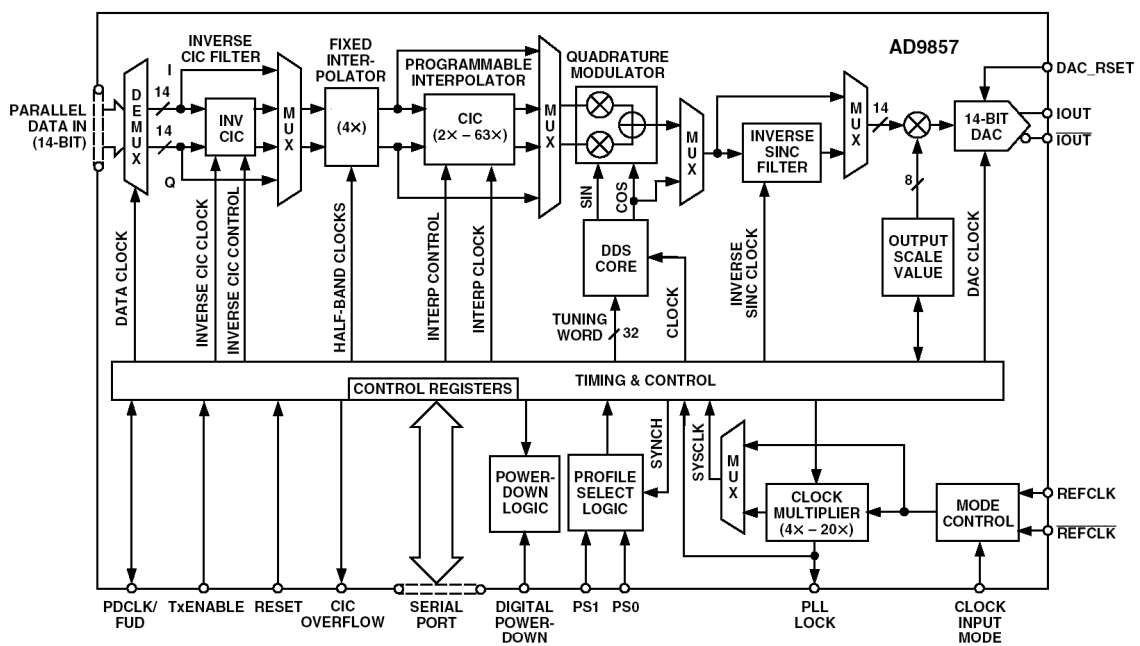 AD9857
INVERSE
CIC FILTER
FIXED
INTER-
POLATOR
PROGRAMMABLE
INTERPOLATOR
QUADRATURE
MODULATOR
PARALLEL
DATA IN
(14-BIT)
DEMUX
I
14
14
Q
INV
CIC
MUX
(4×)
CIC
(2× – 63×)
MUX
MUX
INVERSE
SINC
FILTER
MUX
14
14-BIT
DAC
DAC_RSET
IOUT
IOUT
8
SIN
COS
DDS
CORE
OUTPUT
SCALE
VALUE
DATA CLOCK
INVERSE CIC CLOCK
INVERSE CIC CONTROL
HALF-BAND CLOCKS
INTERP CONTROL
INTERP CLOCK
TUNING
WORD
32
CLOCK
INVERSE
SINC CLOCK
DAC CLOCK
TIMING & CONTROL
CONTROL REGISTERS
POWER-
DOWN
LOGIC
PROFILE
SELECT
LOGIC
SYNCH
SYSCLK
MUX
CLOCK
MULTIPLIER
(4× – 20×)
MODE
CONTROL
REFCLK
REFCLK
PDCLK/
FUD
TxENABLE
RESET
CIC
OVERFLOW
SERIAL
PORT
DIGITAL
POWER-
DOWN
PS1
PS0
PLL
LOCK
CLOCK
INPUT
MODE